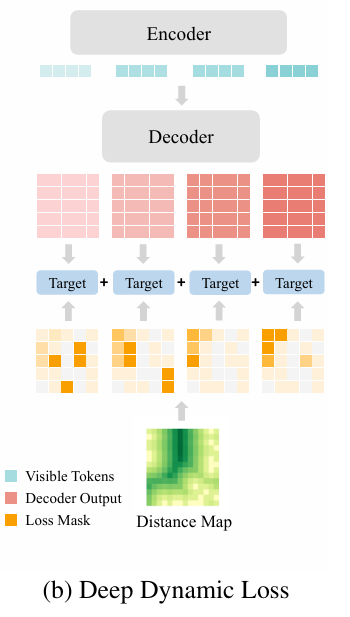 Encoder
Decoder
Target + Target + Target + Target
Visible Tokens
Decoder Output
Loss Mask
Distance Map
(b) Deep Dynamic Loss